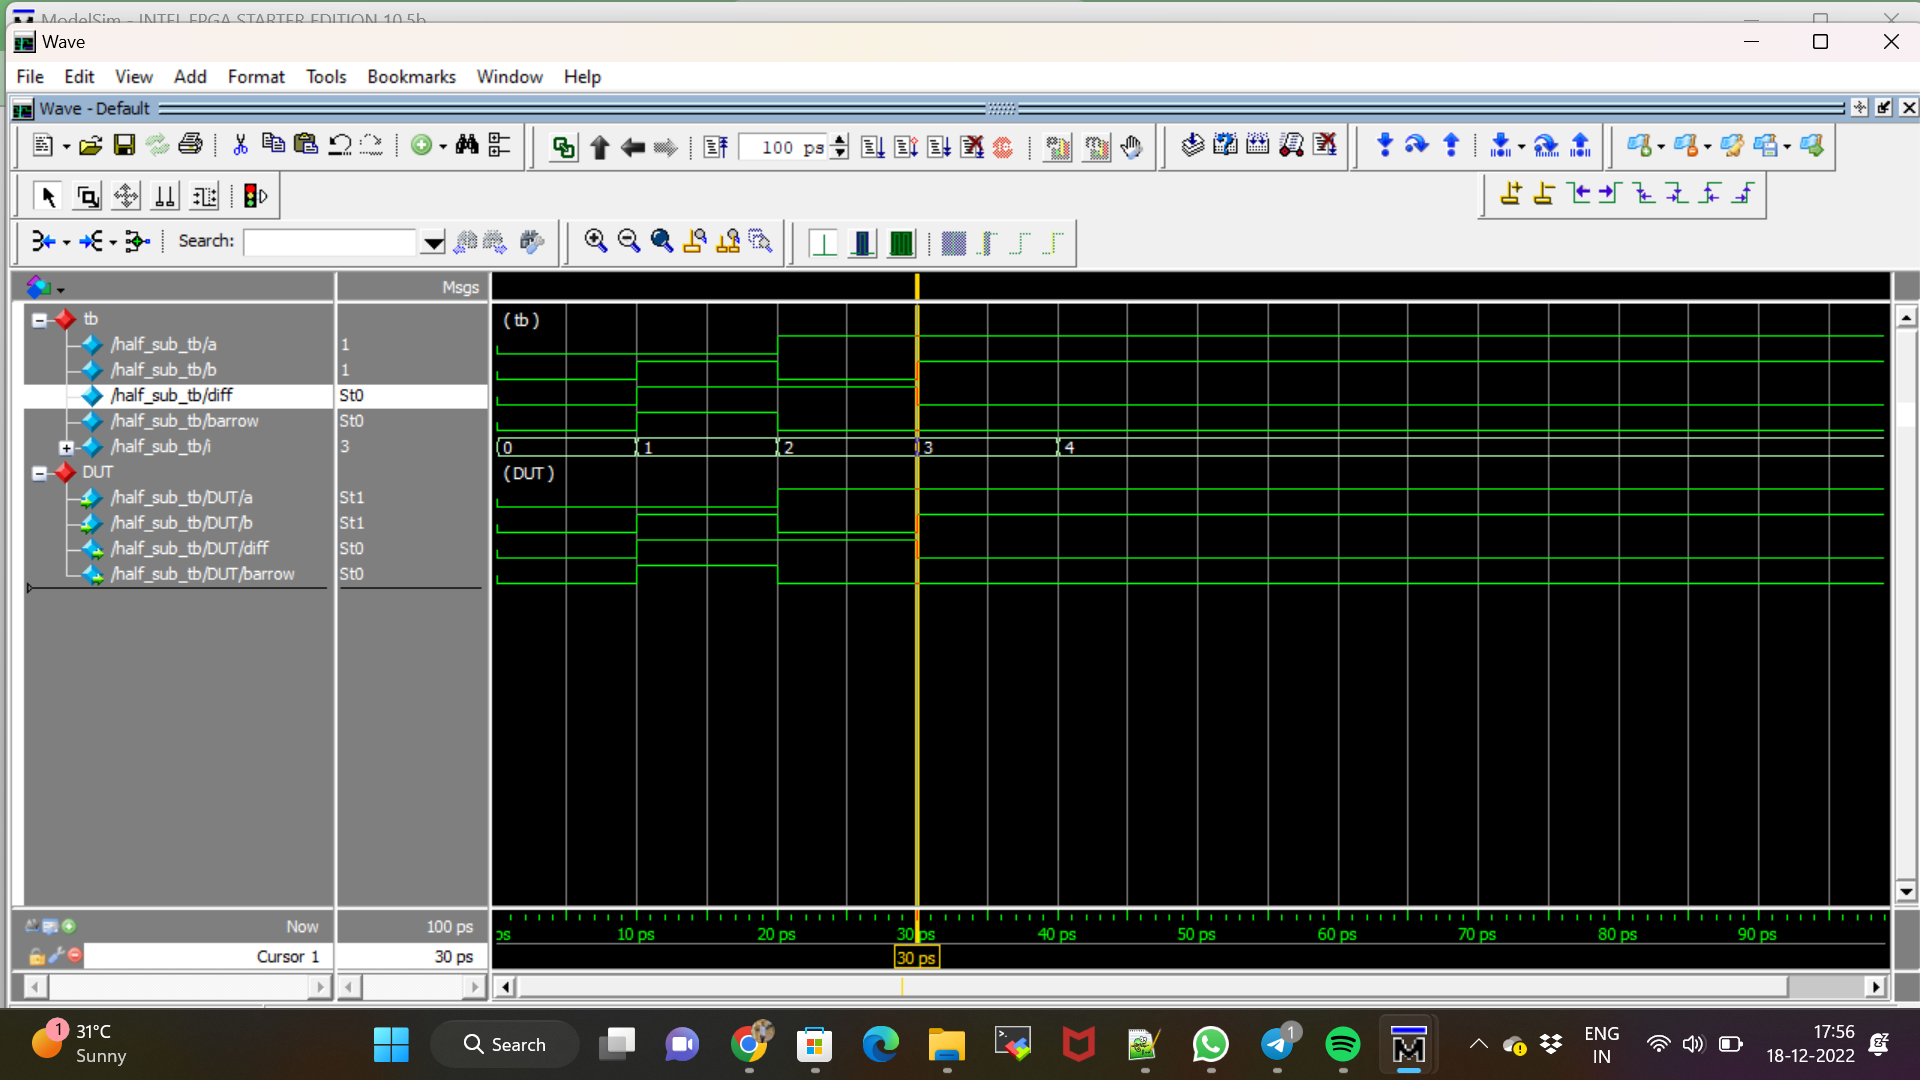 ModelSim - INTEL FPGA STARTER EDITION 10.5b
Wave
File Edit View Add Format Tools Bookmarks Window Help
Wave - Default
100 ps
Search:
Msgs
tb
(tb)
/half_sub_tb/a 1
/half_sub_tb/b 1
/half_sub_tb/diff St0
/half_sub_tb/barrow St0
/half_sub_tb/i 3 0 1 2 3 4
DUT
(DUT)
/half_sub_tb/DUT/a St1
/half_sub_tb/DUT/b St1
/half_sub_tb/DUT/diff St0
/half_sub_tb/DUT/barrow St0
Now 100 ps
ps 10 ps 20 ps 30 ps 40 ps 50 ps 60 ps 70 ps 80 ps 90 ps
Cursor 1 30 ps 30 ps
1 31°C
Sunny
Search
1
ENG
IN
17:56
18-12-2022